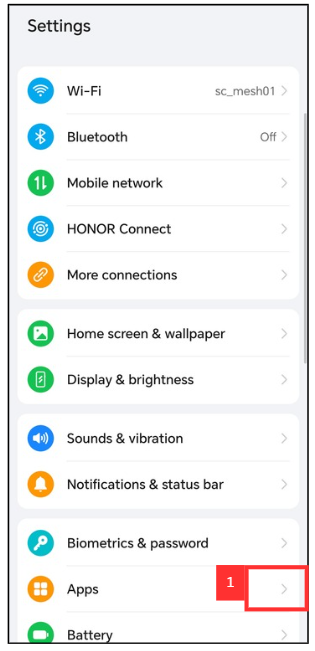 Settings
Wi-Fi sc_mesh01
Bluetooth Off
Mobile network
HONOR Connect
More connections
Home screen & wallpaper
Display & brightness
Sounds & vibration
Notifications & status bar
Biometrics & password
Apps 1
Battery